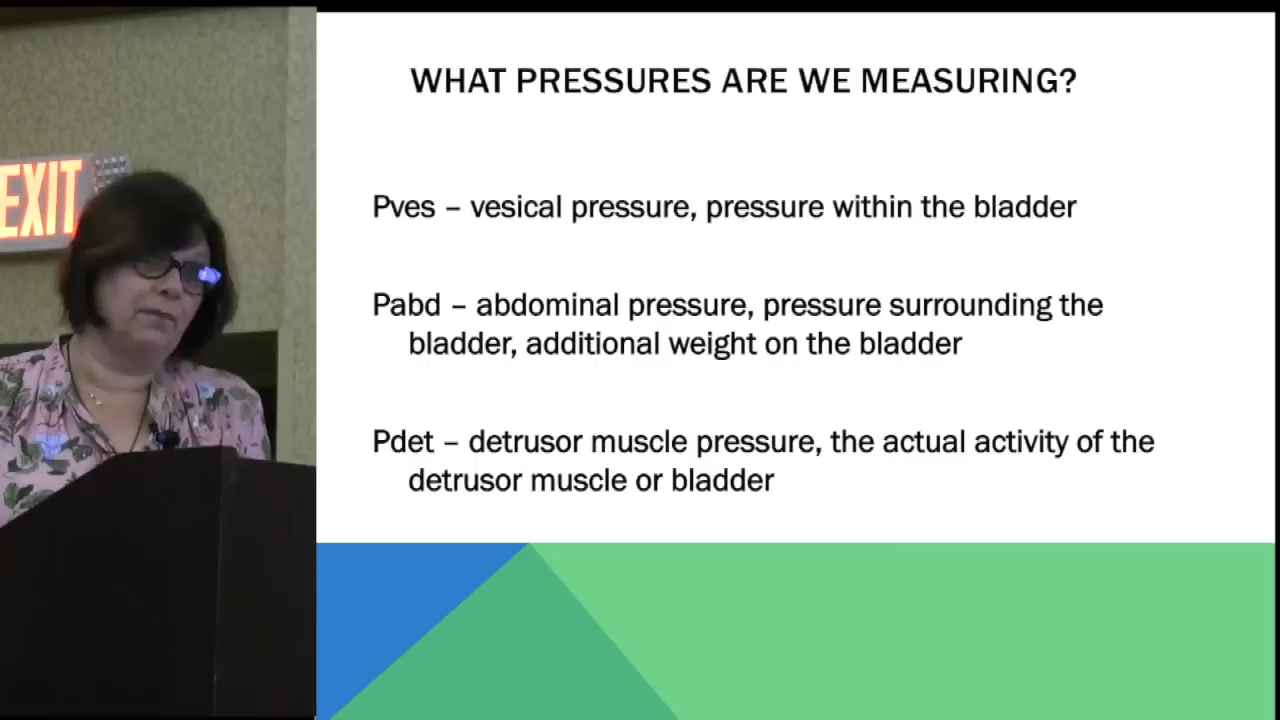 EXIT
WHAT PRESSURES ARE WE MEASURING?
Pves – vesical pressure, pressure within the bladder
Pabd – abdominal pressure, pressure surrounding the
bladder, additional weight on the bladder
Pdet – detrusor muscle pressure, the actual activity of the
detrusor muscle or bladder